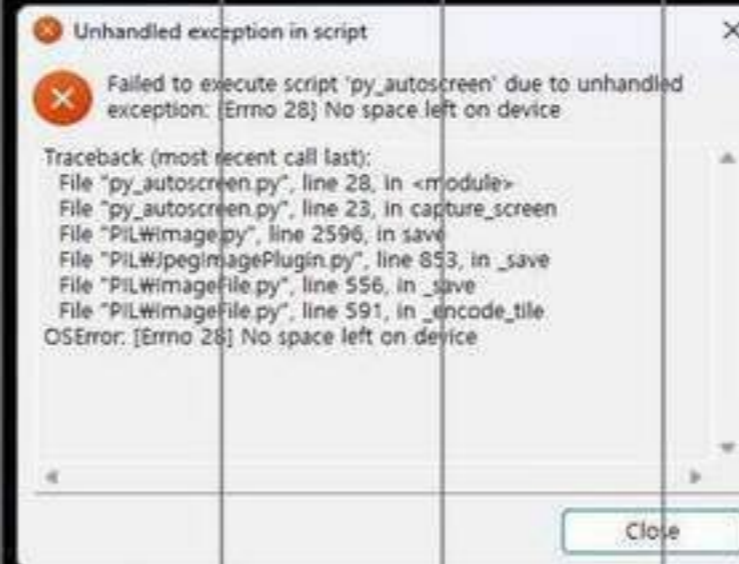 Unhandled exception in script
Failed to execute script 'py_autoscreen' due to unhandled
exception: [Errno 28] No space left on device
Traceback (most recent call last):
File "py_autoscreen.py", line 28, in <module>
File "py_autoscreen.py", line 23, in capture_screen
File "PIL₩Image.py", line 2596, in save
File "PIL₩JpegImagePlugin.py", line 853, in _save
File "PIL₩ImageFile.py", line 556, in _save
File "PIL₩ImageFile.py", line 591, in _encode_tile
OSError: [Errno 28] No space left on device
Close